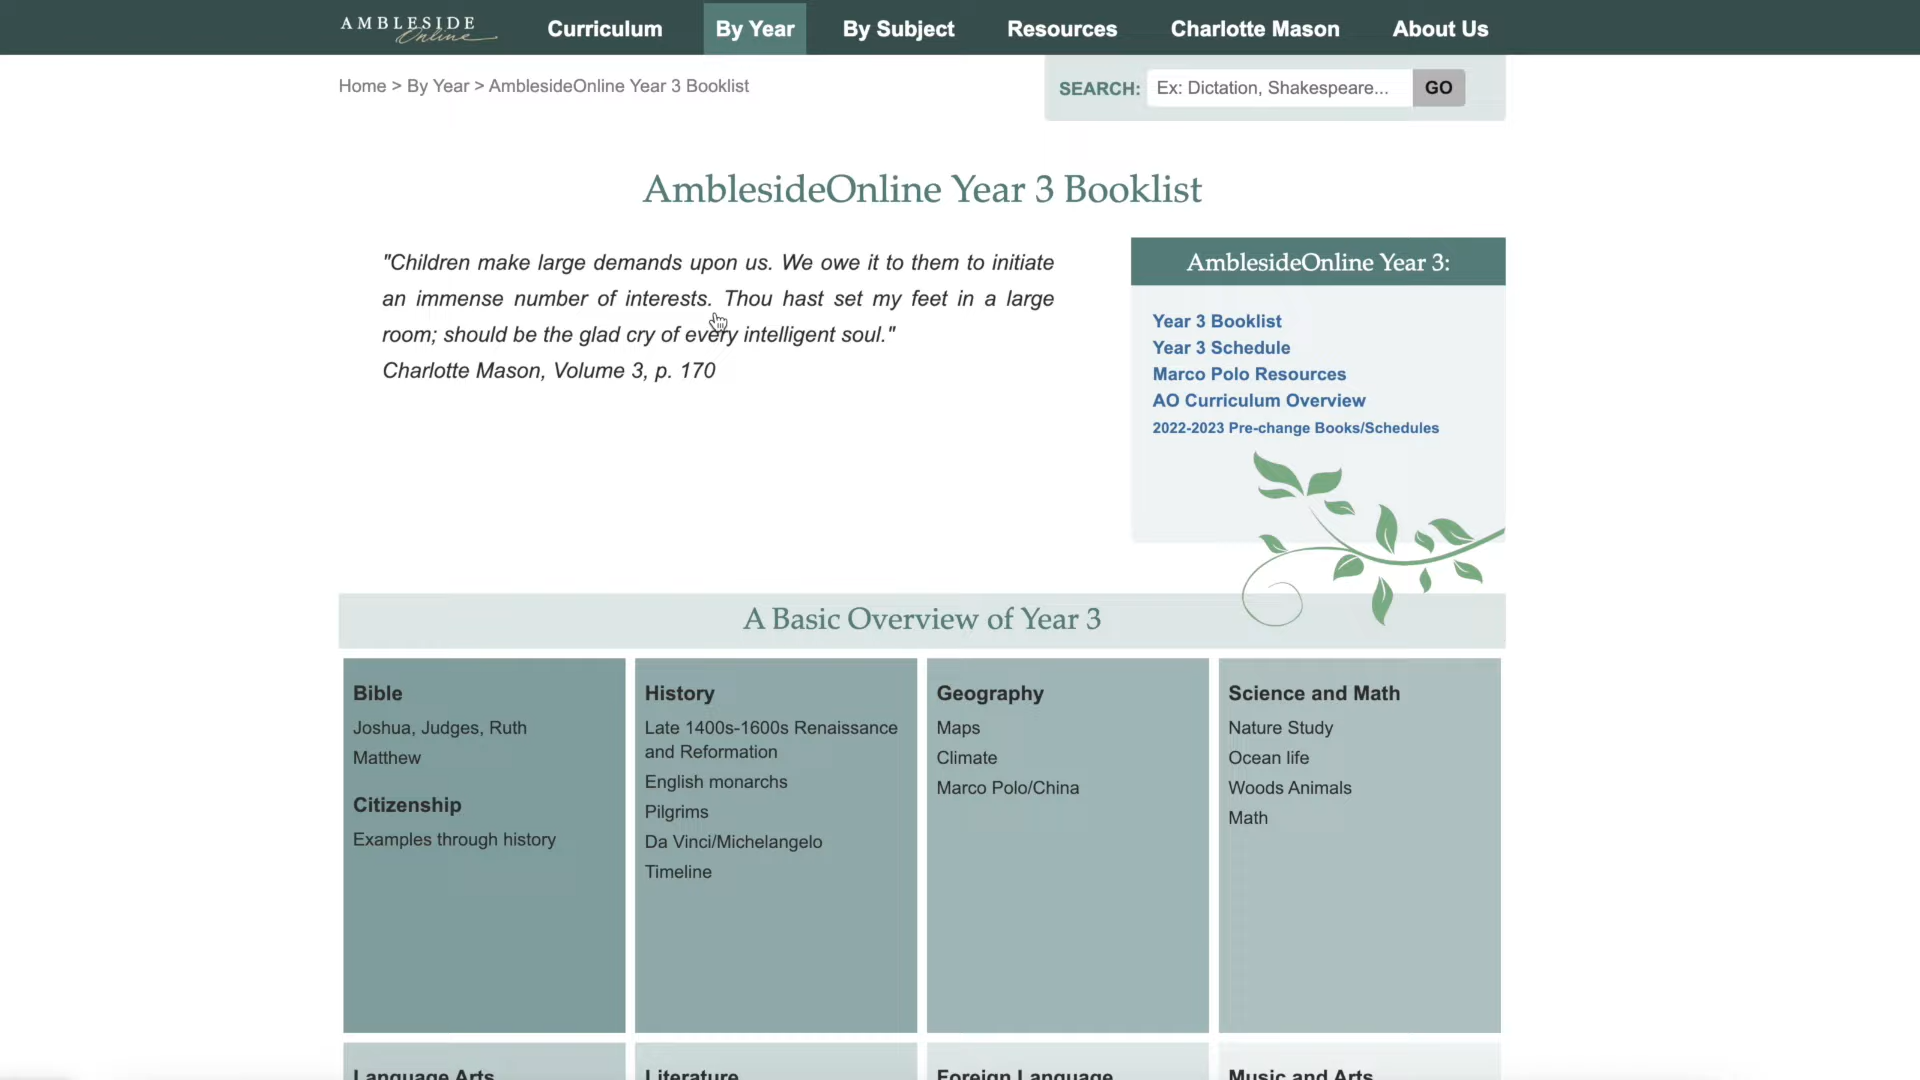 AMBLESIDE
Online
Curriculum
By Year
By Subject
Resources
Charlotte Mason
About Us
Home > By Year > AmblesideOnline Year 3 Booklist
SEARCH:
Ex: Dictation, Shakespeare...
GO
AmblesideOnline Year 3 Booklist
"Children make large demands upon us. We owe it to them to initiate
an immense number of interests. Thou hast set my feet in a large
room; should be the glad cry of every intelligent soul."
Charlotte Mason, Volume 3, p. 170
AmblesideOnline Year 3:
Year 3 Booklist
Year 3 Schedule
Marco Polo Resources
AO Curriculum Overview
2022-2023 Pre-change Books/Schedules
A Basic Overview of Year 3
Bible
Joshua, Judges, Ruth
Matthew
Citizenship
Examples through history
History
Late 1400s-1600s Renaissance
and Reformation
English monarchs
Pilgrims
Da Vinci/Michelangelo
Timeline
Geography
Maps
Climate
Marco Polo/China
Science and Math
Nature Study
Ocean life
Woods Animals
Math
Language Arts
Literature
Foreign Language
Music and Arts